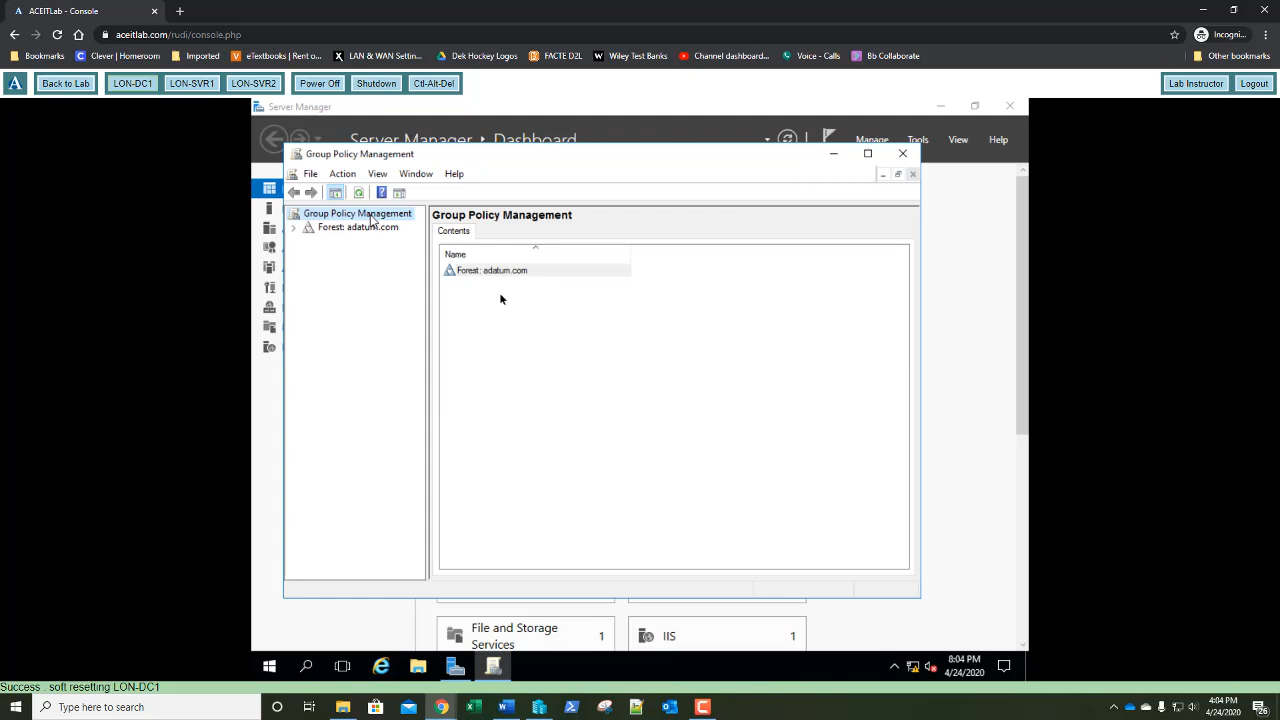 ACEITLab
aceitlab.com/rudi/console.php
Incogni...
Bookmarks
Clever | Homeroom
Imported
eTextbooks | Rent o...
LAN & WAN Setting...
Dek Hockey Leagues
FACTE D2L
Wiley Test Banks
Channel dashboard...
Voice - Calls
Bb Collaborate
Other bookmarks
A
Back to Lab
LON-DC1
LON-SVR1
LON-SVR2
Power Off
Shutdown
Ctl-Alt-Del
Lab Instructor
Logout
Server Manager
Server Manager
Dashboard
Manage
Tools
View
Help
Group Policy Management
File
Action
View
Window
Help
Group Policy Management
Forest: adatum.com
Group Policy Management
Contents
Name
Forest: adatum.com
File and Storage
Services
1
IIS
1
8:04 PM
4/24/2020
Success .. soft resetting LON-DC1
Type here to search
4:04 PM
4/24/2020
26